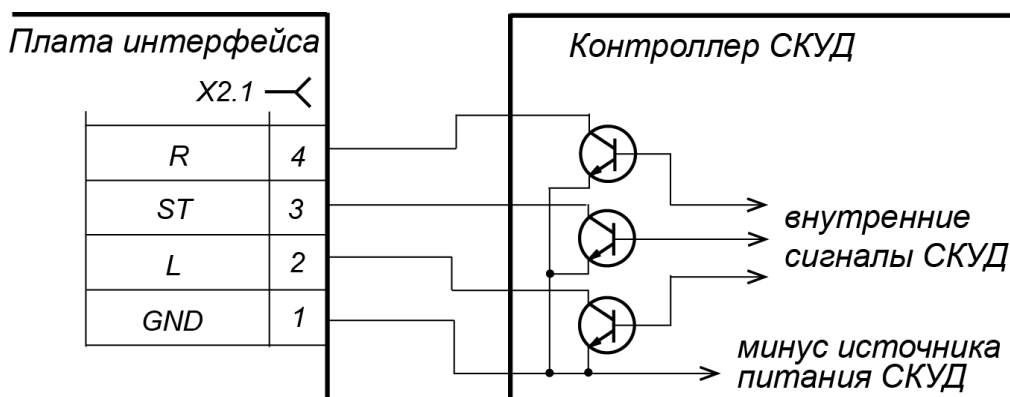 Плата интерфейса
Контроллер СКУД
X2.1
R 4
ST 3
L 2
GND 1
внутренние
сигналы СКУД
минус источника
питания СКУД